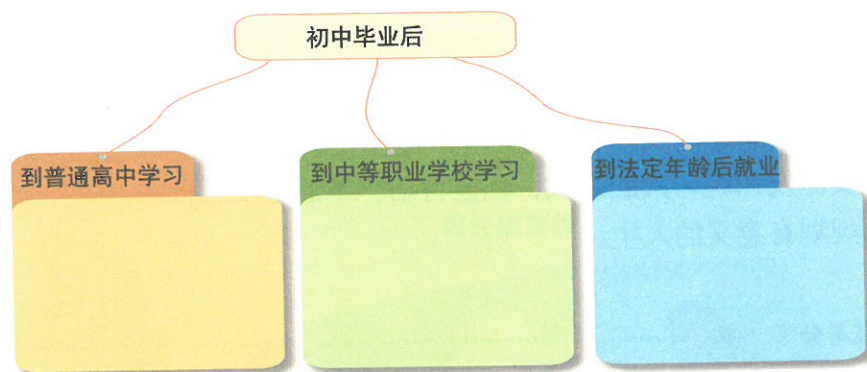 初中毕业后
到普通高中学习
到中等职业学校学习
到法定年龄后就业